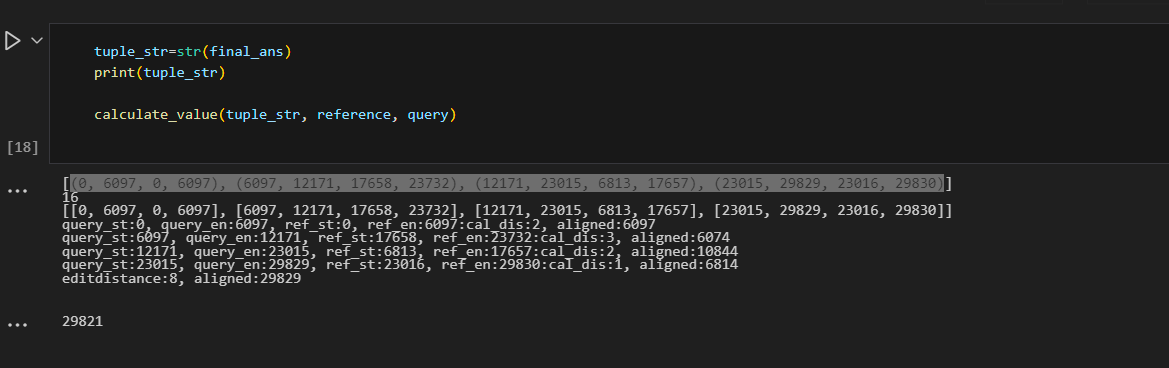 tuple_str=str(final_ans)
print(tuple_str)
calculate_value(tuple_str, reference, query)
[18]
[(0, 6097, 0, 6097), (6097, 12171, 17658, 23732), (12171, 23015, 6813, 17657), (23015, 29829, 23016, 29830)]
16
[[0, 6097, 0, 6097], [6097, 12171, 17658, 23732], [12171, 23015, 6813, 17657], [23015, 29829, 23016, 29830]]
query_st:0, query_en:6097, ref_st:0, ref_en:6097:cal_dis:2, aligned:6097
query_st:6097, query_en:12171, ref_st:17658, ref_en:23732:cal_dis:3, aligned:6074
query_st:12171, query_en:23015, ref_st:6813, ref_en:17657:cal_dis:2, aligned:10844
query_st:23015, query_en:29829, ref_st:23016, ref_en:29830:cal_dis:1, aligned:6814
editdistance:8, aligned:29829
29821